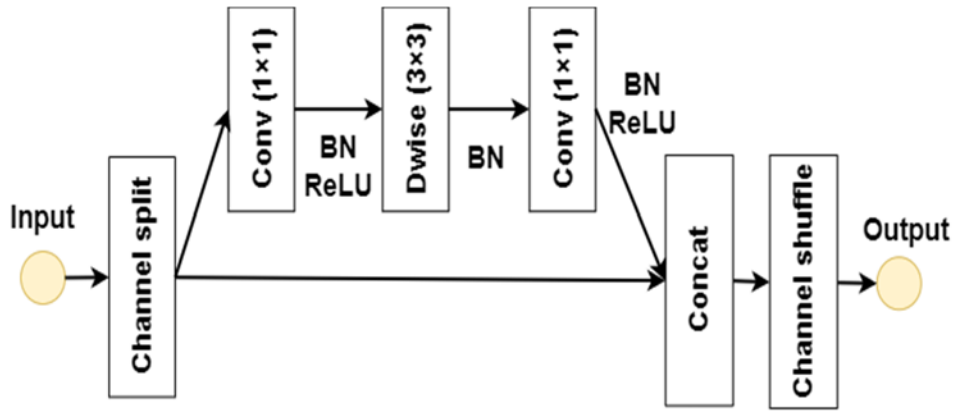 Input
Channel split
Conv (1×1)
BN
ReLU
Dwise (3×3)
BN
Conv (1×1)
BN
ReLU
Concat
Channel shuffle
Output